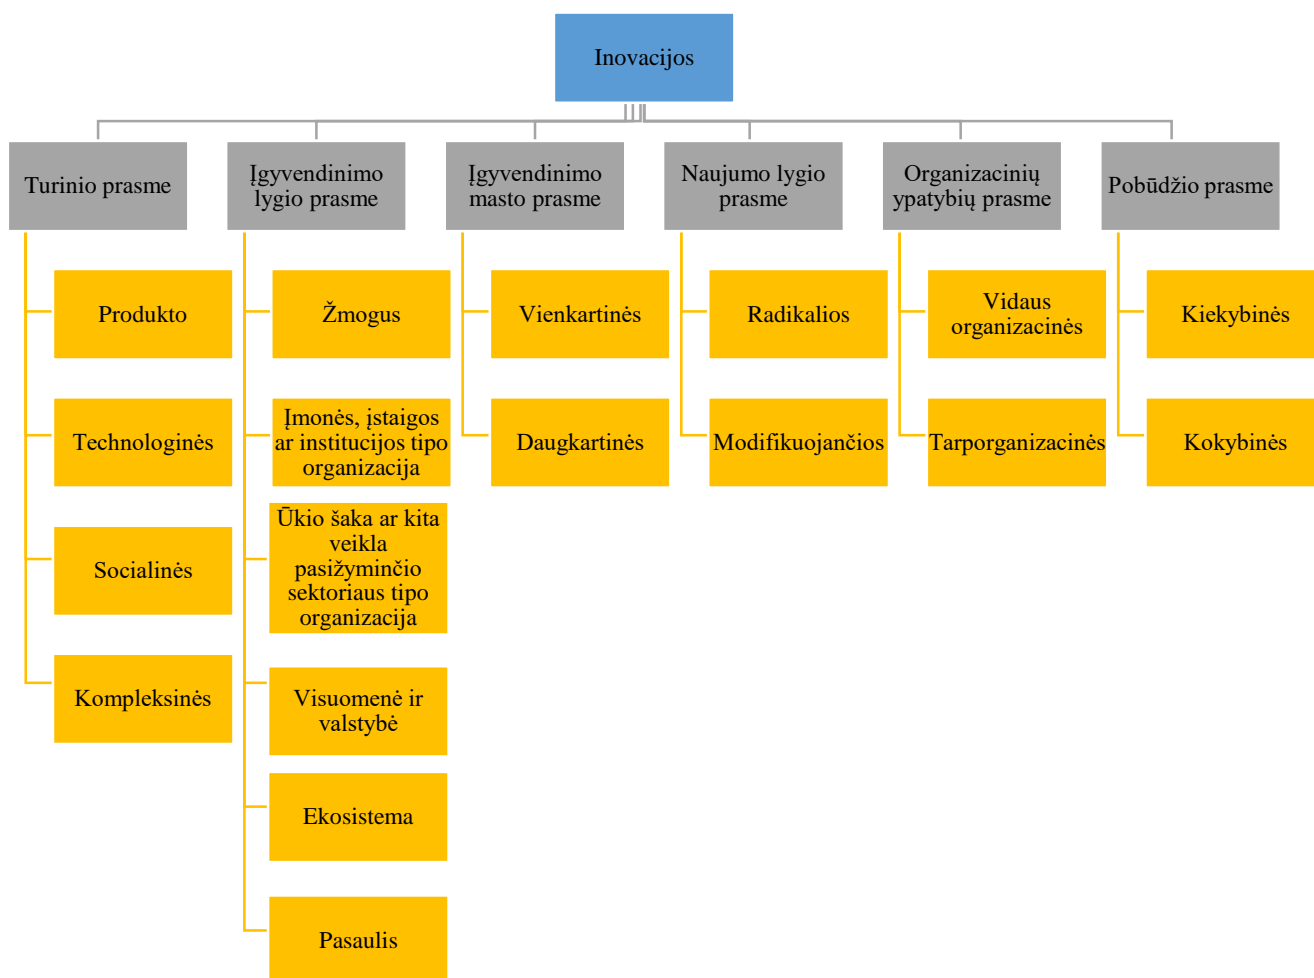 Inovacijos
Turinio prasme
Įgyvendinimo
lygio prasme
Įgyvendinimo
masto prasme
Naujumo lygio
prasme
Organizacinių
ypatybių prasme
Pobūdžio prasme
Produkto
Technologinės
Socialinės
Kompleksinės
Žmogus
Įmonės, įstaigos
ar institucijos tipo
organizacija
Ūkio šaka ar kita
veikla
pasižyminčio
sektoriaus tipo
organizacija
Visuomenė ir
valstybė
Ekosistema
Pasaulis
Vienkartinės
Daugkartinės
Radikalios
Modifikuojančios
Vidaus
organizacinės
Tarporganizacinės
Kiekybinės
Kokybinės